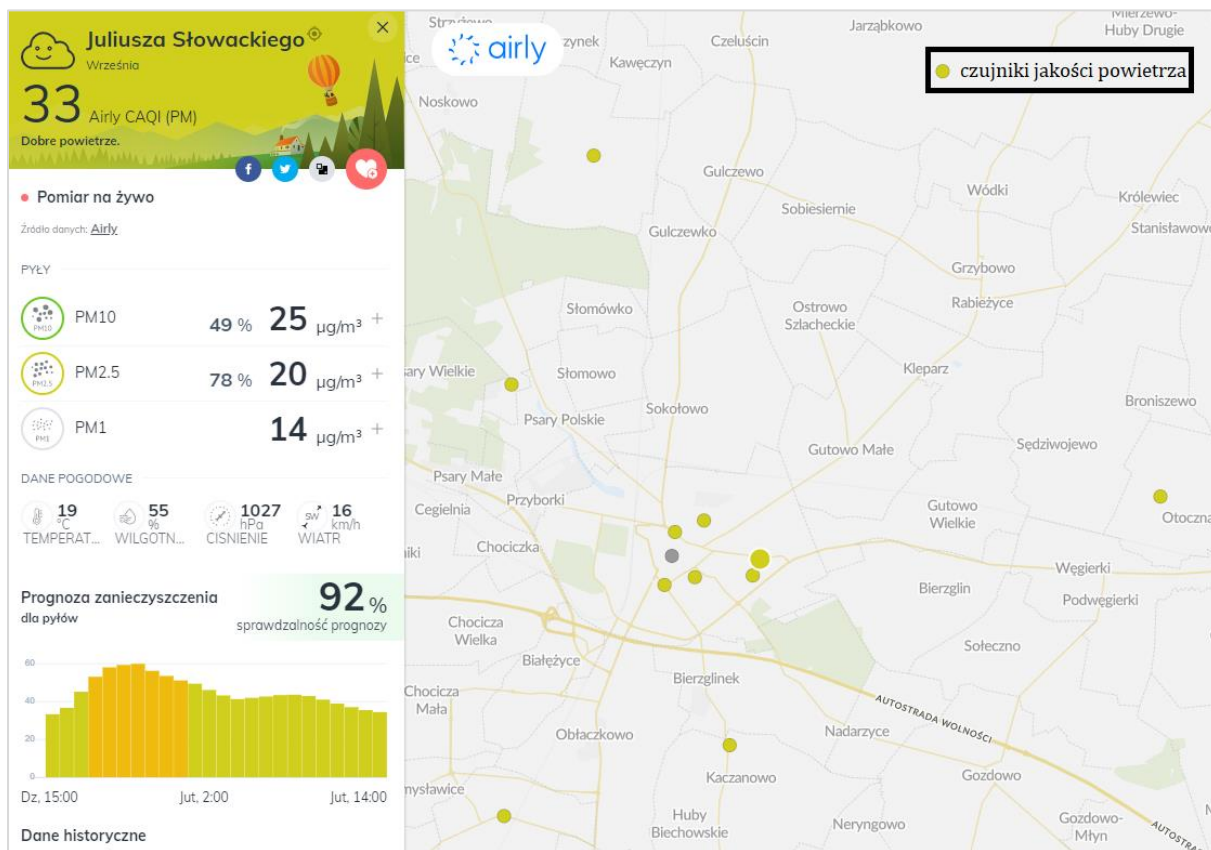 Juliusza Słowackiego
Września
33 Airly CAQI (PM)
Dobre powietrze.
Pomiar na żywo
Źródło danych: Airly
PYŁY
PM10
PM10 49 % 25 µg/m³ +
PM2.5
PM2.5 78 % 20 µg/m³ +
PM1
PM1 14 µg/m³ +
DANE POGODOWE
19 °C
TEMPERAT...
55 %
WILGOTN...
1027 hPa
CIŚNIENIE
SW
16 km/h
WIATR
Prognoza zanieczyszczenia
dla pyłów
92 %
sprawdzalność prognozy
60
40
20
0
Dz, 15:00 Jut, 2:00 Jut, 14:00
Dane historyczne
airly
czujniki jakości powietrza
Kawęczyn
Czeluścin
Jarząbkowo
Mierzewo-
Huby Drugie
Noskowo
Gulczewo
Wódki
Królewiec
Sobiesiernie
Gulczewko
Grzybowo
Słomówko
Ostrowo
Szlacheckie
Rabieżyce
Słomowo
Kleparz
Psary Polskie
Sokołowo
Broniszewo
Gutowo Małe
Sędziwojewo
Psary Małe
Przyborki
Cegielnia
Gutowo
Wielkie
Chociczka
Węgierki
Bierzglin
Podwęgierki
Chocicza
Wielka
Białężyce
Sołeczno
Bierzglinek
Chocicza
Mała
AUTOSTRADA WOLNOŚCI
Obłaczkowo
Nadarzyce
Kaczanowo
Gozdowo
Huby
Biechowskie
Neryngowo
Gozdowo-
Młyn